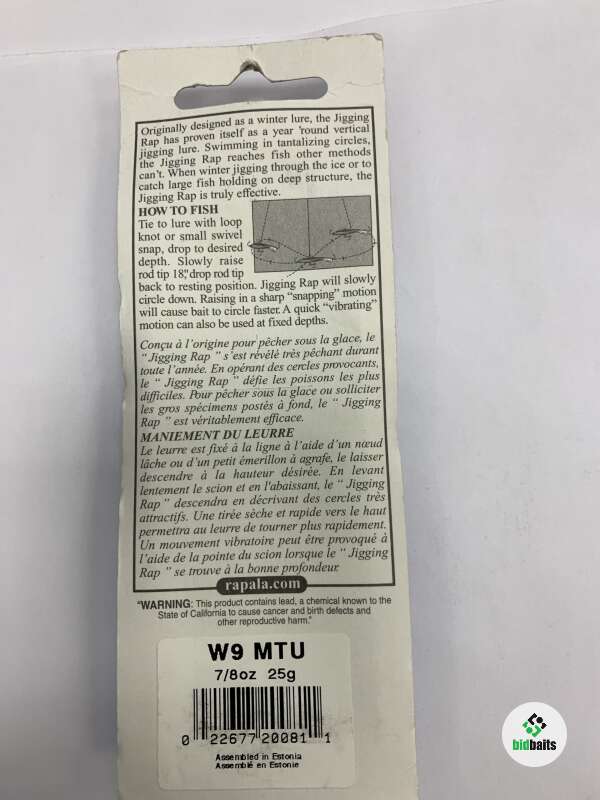 Originally designed as a winter lure, the Jigging
Rap has proven itself as a year 'round vertical
jigging lure. Swimming in tantalizing circles,
the Jigging Rap reaches fish other methods
can't. When winter jigging through the ice or to
catch large fish holding on deep structure, the
Jigging Rap is truly effective.
HOW TO FISH
Tie to lure with loop
knot or small swivel
snap, drop to desired
depth. Slowly raise
rod tip 18", drop rod tip
back to resting position. Jigging Rap will slowly
circle down. Raising in a sharp “snapping” motion
will cause bait to circle faster. A quick “vibrating”
motion can also be used at fixed depths.
Conçu à l'origine pour pêcher sous la glace, le
“ Jigging Rap ” s'est révélé très pêchant durant
toute l'année. En opérant des cercles provocants,
le “ Jigging Rap ” défie les poissons les plus
difficiles. Pour pêcher sous la glace ou solliciter
les gros spécimens postés à fond, le “ Jigging
Rap ” est véritablement efficace.
MANIEMENT DU LEURRE
Le leurre est fixé à la ligne à l'aide d'un nœud
lâche ou d'un petit émerillon à agrafe, le laisser
descendre à la hauteur désirée. En levant
lentement le scion et en l'abaissant, le “ Jigging
Rap ” descendra en décrivant des cercles très
attractifs. Une tirée sèche et rapide vers le haut
permettra au leurre de tourner plus rapidement.
Un mouvement vibratoire peut être provoqué à
l'aide de la pointe du scion lorsque le “ Jigging
Rap ” se trouve à la bonne profondeur.
rapala.com
"WARNING: This product contains lead, a chemical known to the
State of California to cause cancer and birth defects and
other reproductive harm."
W9 MTU
7/8oz 25g
0 22677 20081 1
Assembled in Estonia
Assemblé en Estonie
bidbaits